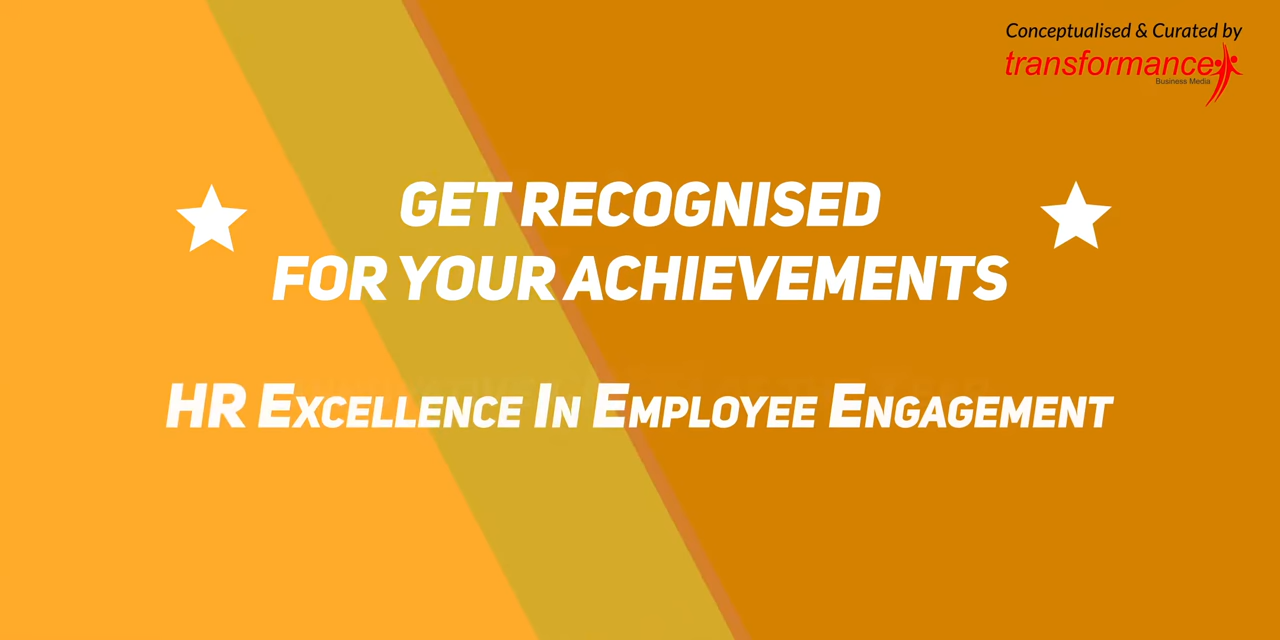 Conceptualised & Curated by
transformance
Business Media
GET RECOGNISED
FOR YOUR ACHIEVEMENTS
HR EXCELLENCE IN EMPLOYEE ENGAGEMENT